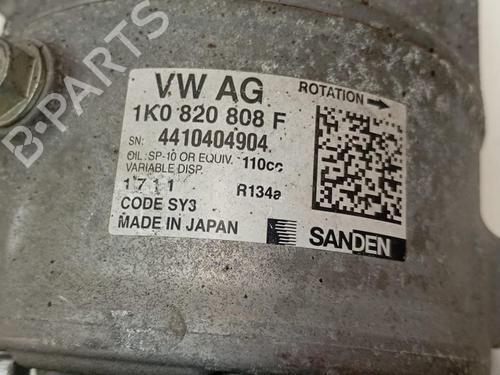 VW AG
ROTATION
1K0 820 808 F
SN: 4410404904
OIL: SP-10 OR EQUIV. 110cc
VARIABLE DISP.
R134a
CODE SY3
MADE IN JAPAN
SANDEN
B-PARTS